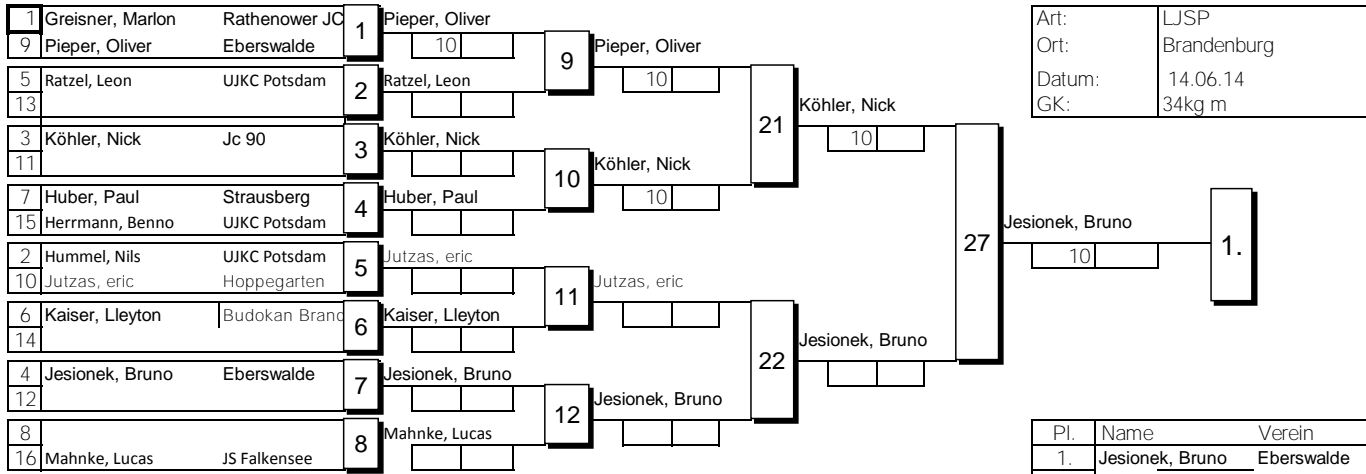 1 Greisner, Marlon Rathenower JC
9 Pieper, Oliver Eberswalde
1
Pieper, Oliver
10
5 Ratzel, Leon UJKC Potsdam
13
2
Ratzel, Leon
9
Pieper, Oliver
10
3 Köhler, Nick Jc 90
11
3
Köhler, Nick
7 Huber, Paul Strausberg
15 Herrmann, Benno UJKC Potsdam
4
Huber, Paul
10
Köhler, Nick
10
21
Köhler, Nick
10
2 Hummel, Nils UJKC Potsdam
10 Jutzas, eric Hoppegarten
5
Jutzas, eric
6 Kaiser, Lleyton Budokan Brand
14
6
Kaiser, Lleyton
11
Jutzas, eric
4 Jesionek, Bruno Eberswalde
12
7
Jesionek, Bruno
8
16 Mahnke, Lucas JS Falkensee
8
Mahnke, Lucas
12
Jesionek, Bruno
22
Jesionek, Bruno
27
Jesionek, Bruno
10
1.
Art: LJSP
Ort: Brandenburg
Datum: 14.06.14
GK: 34kg m
Pl. Name Verein
1. Jesionek, Bruno Eberswalde